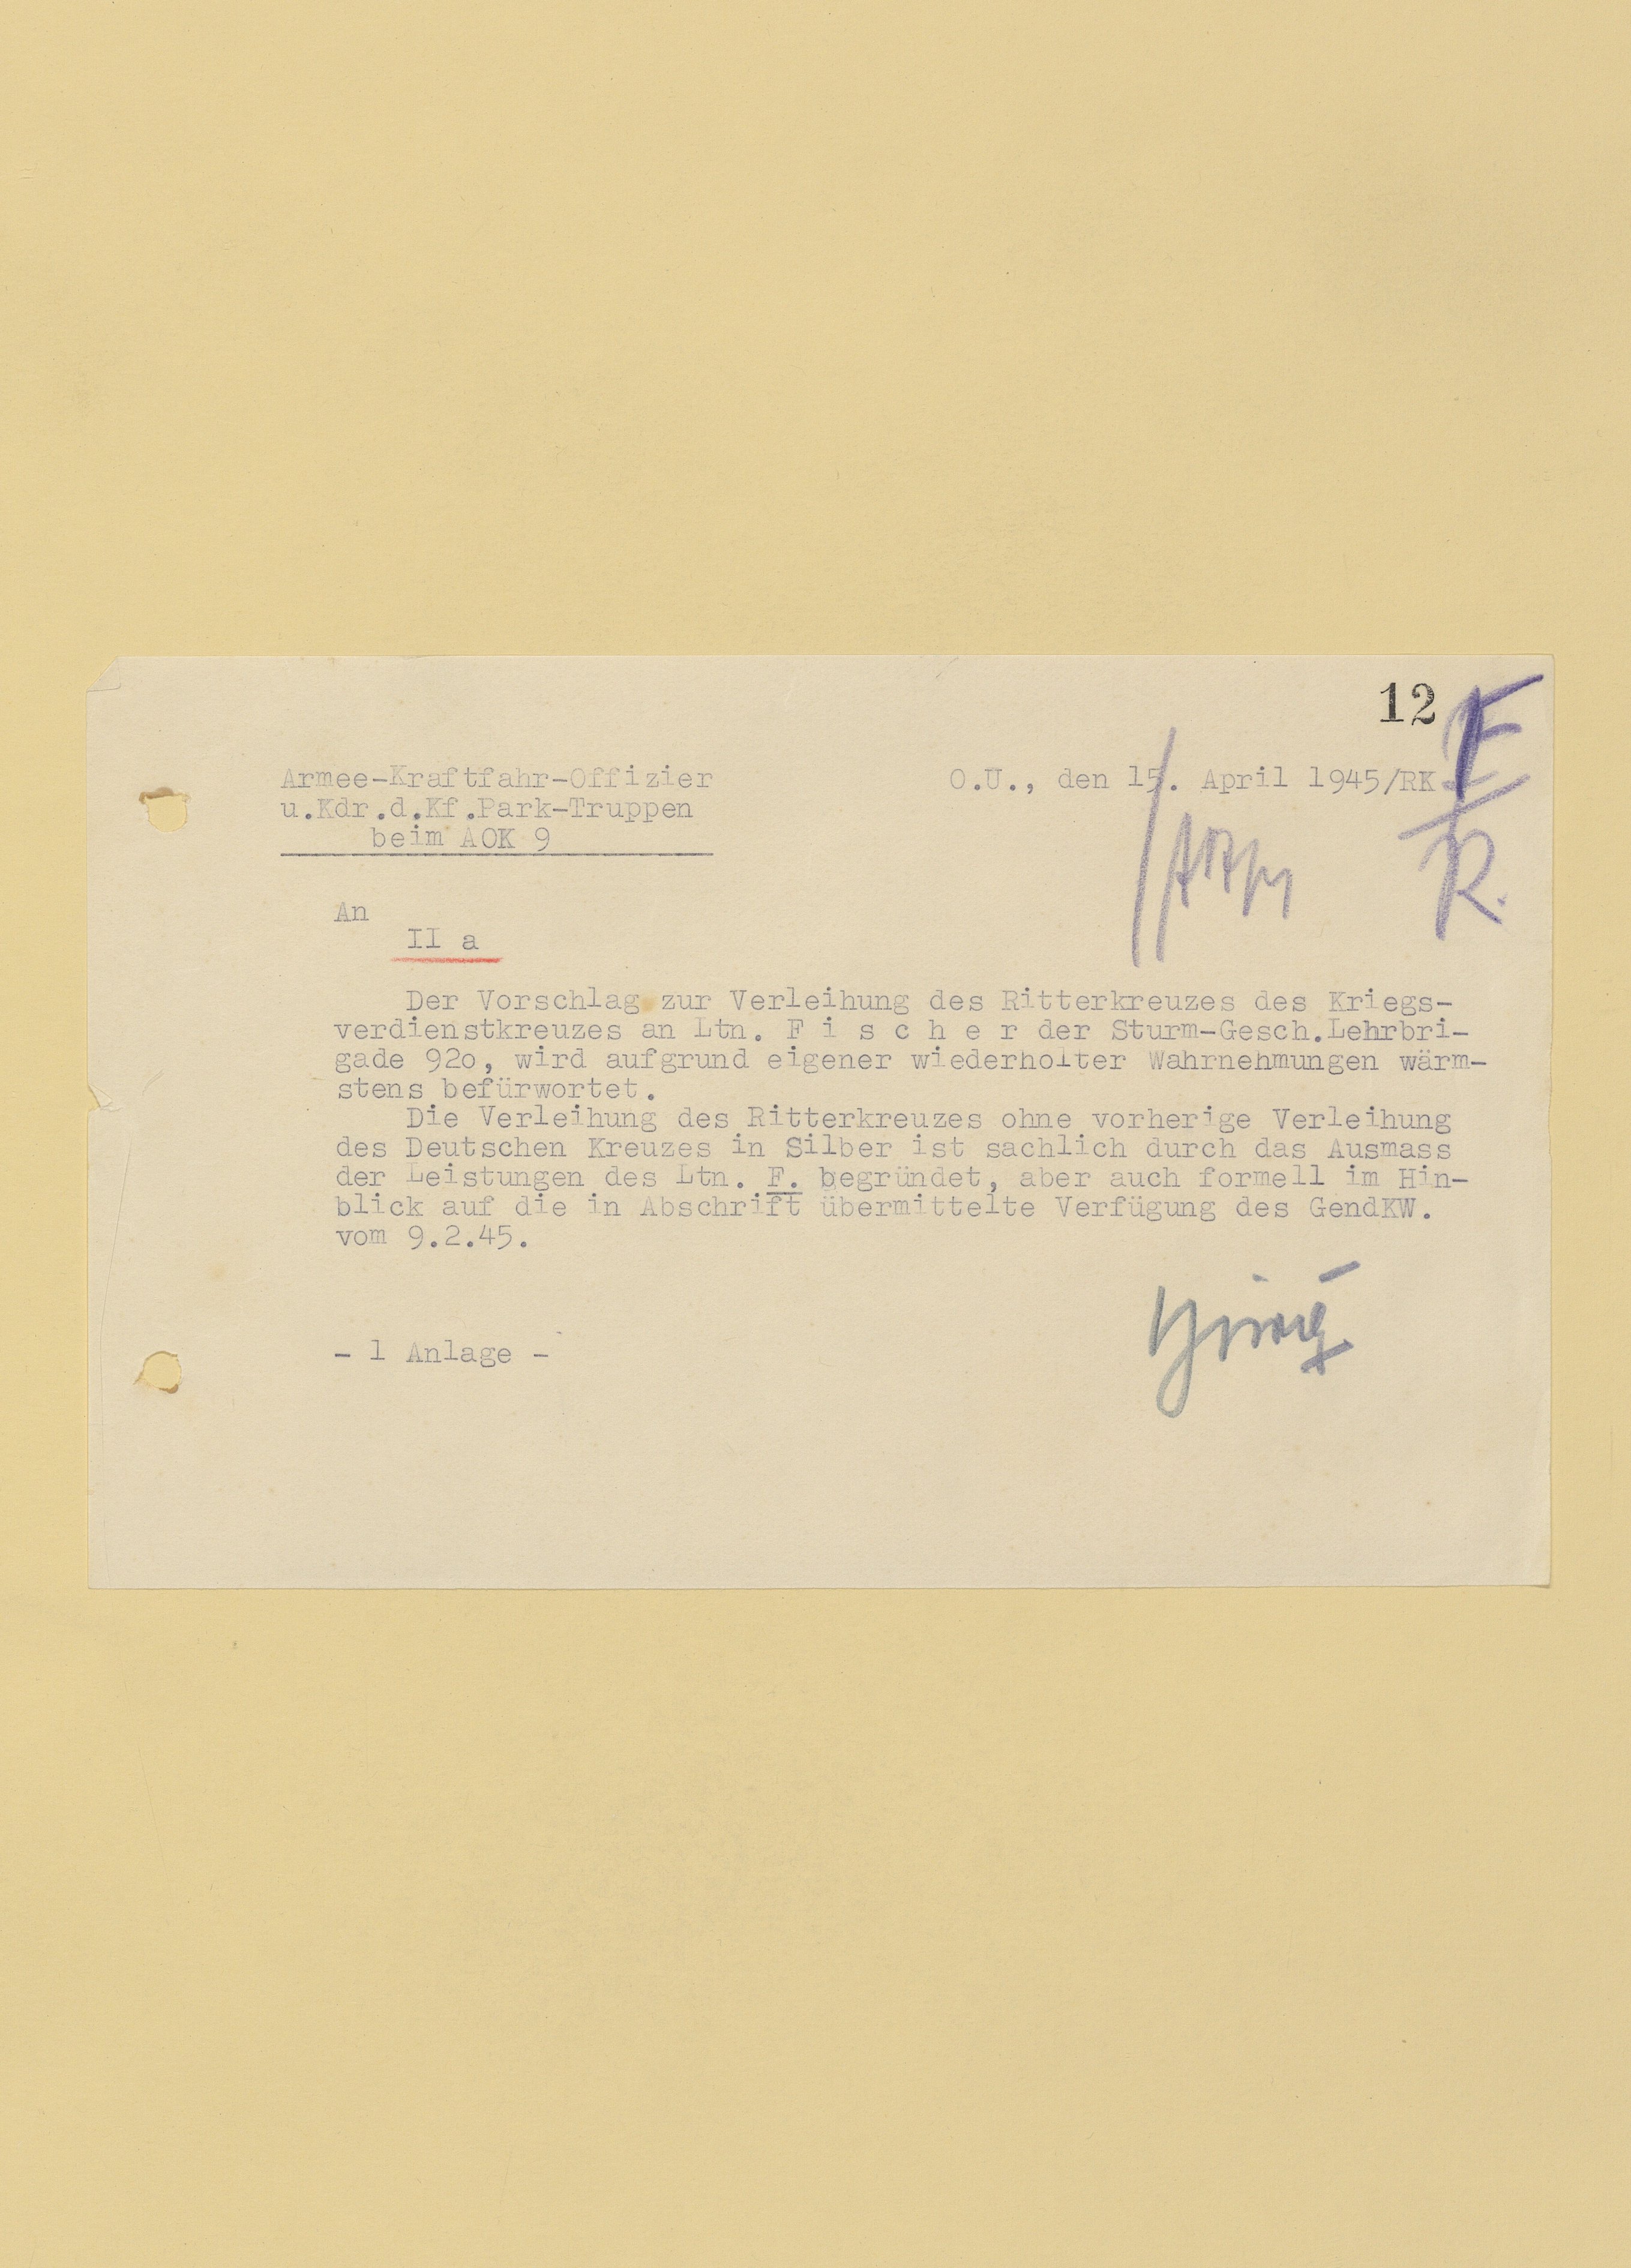 12
Armee-Kraftfahr-Offizier
u.Kdr.d.Kf.Park-Truppen
beim AOK 9
O.U., den 15. April 1945/RK
An
II a
Der Vorschlag zur Verleihung des Ritterkreuzes des Kriegs-
verdienstkreuzes an Ltn. F i s c h e r der Sturm-Gesch.Lehrbri-
gade 92o, wird aufgrund eigener wiederholter Wahrnehmungen wärm-
stens befürwortet.
Die Verleihung des Ritterkreuzes ohne vorherige Verleihung
des Deutschen Kreuzes in Silber ist sachlich durch das Ausmass
der Leistungen des Ltn. F. begründet, aber auch formell im Hin-
blick auf die in Abschrift übermittelte Verfügung des GendKW.
vom 9.2.45.
- 1 Anlage -